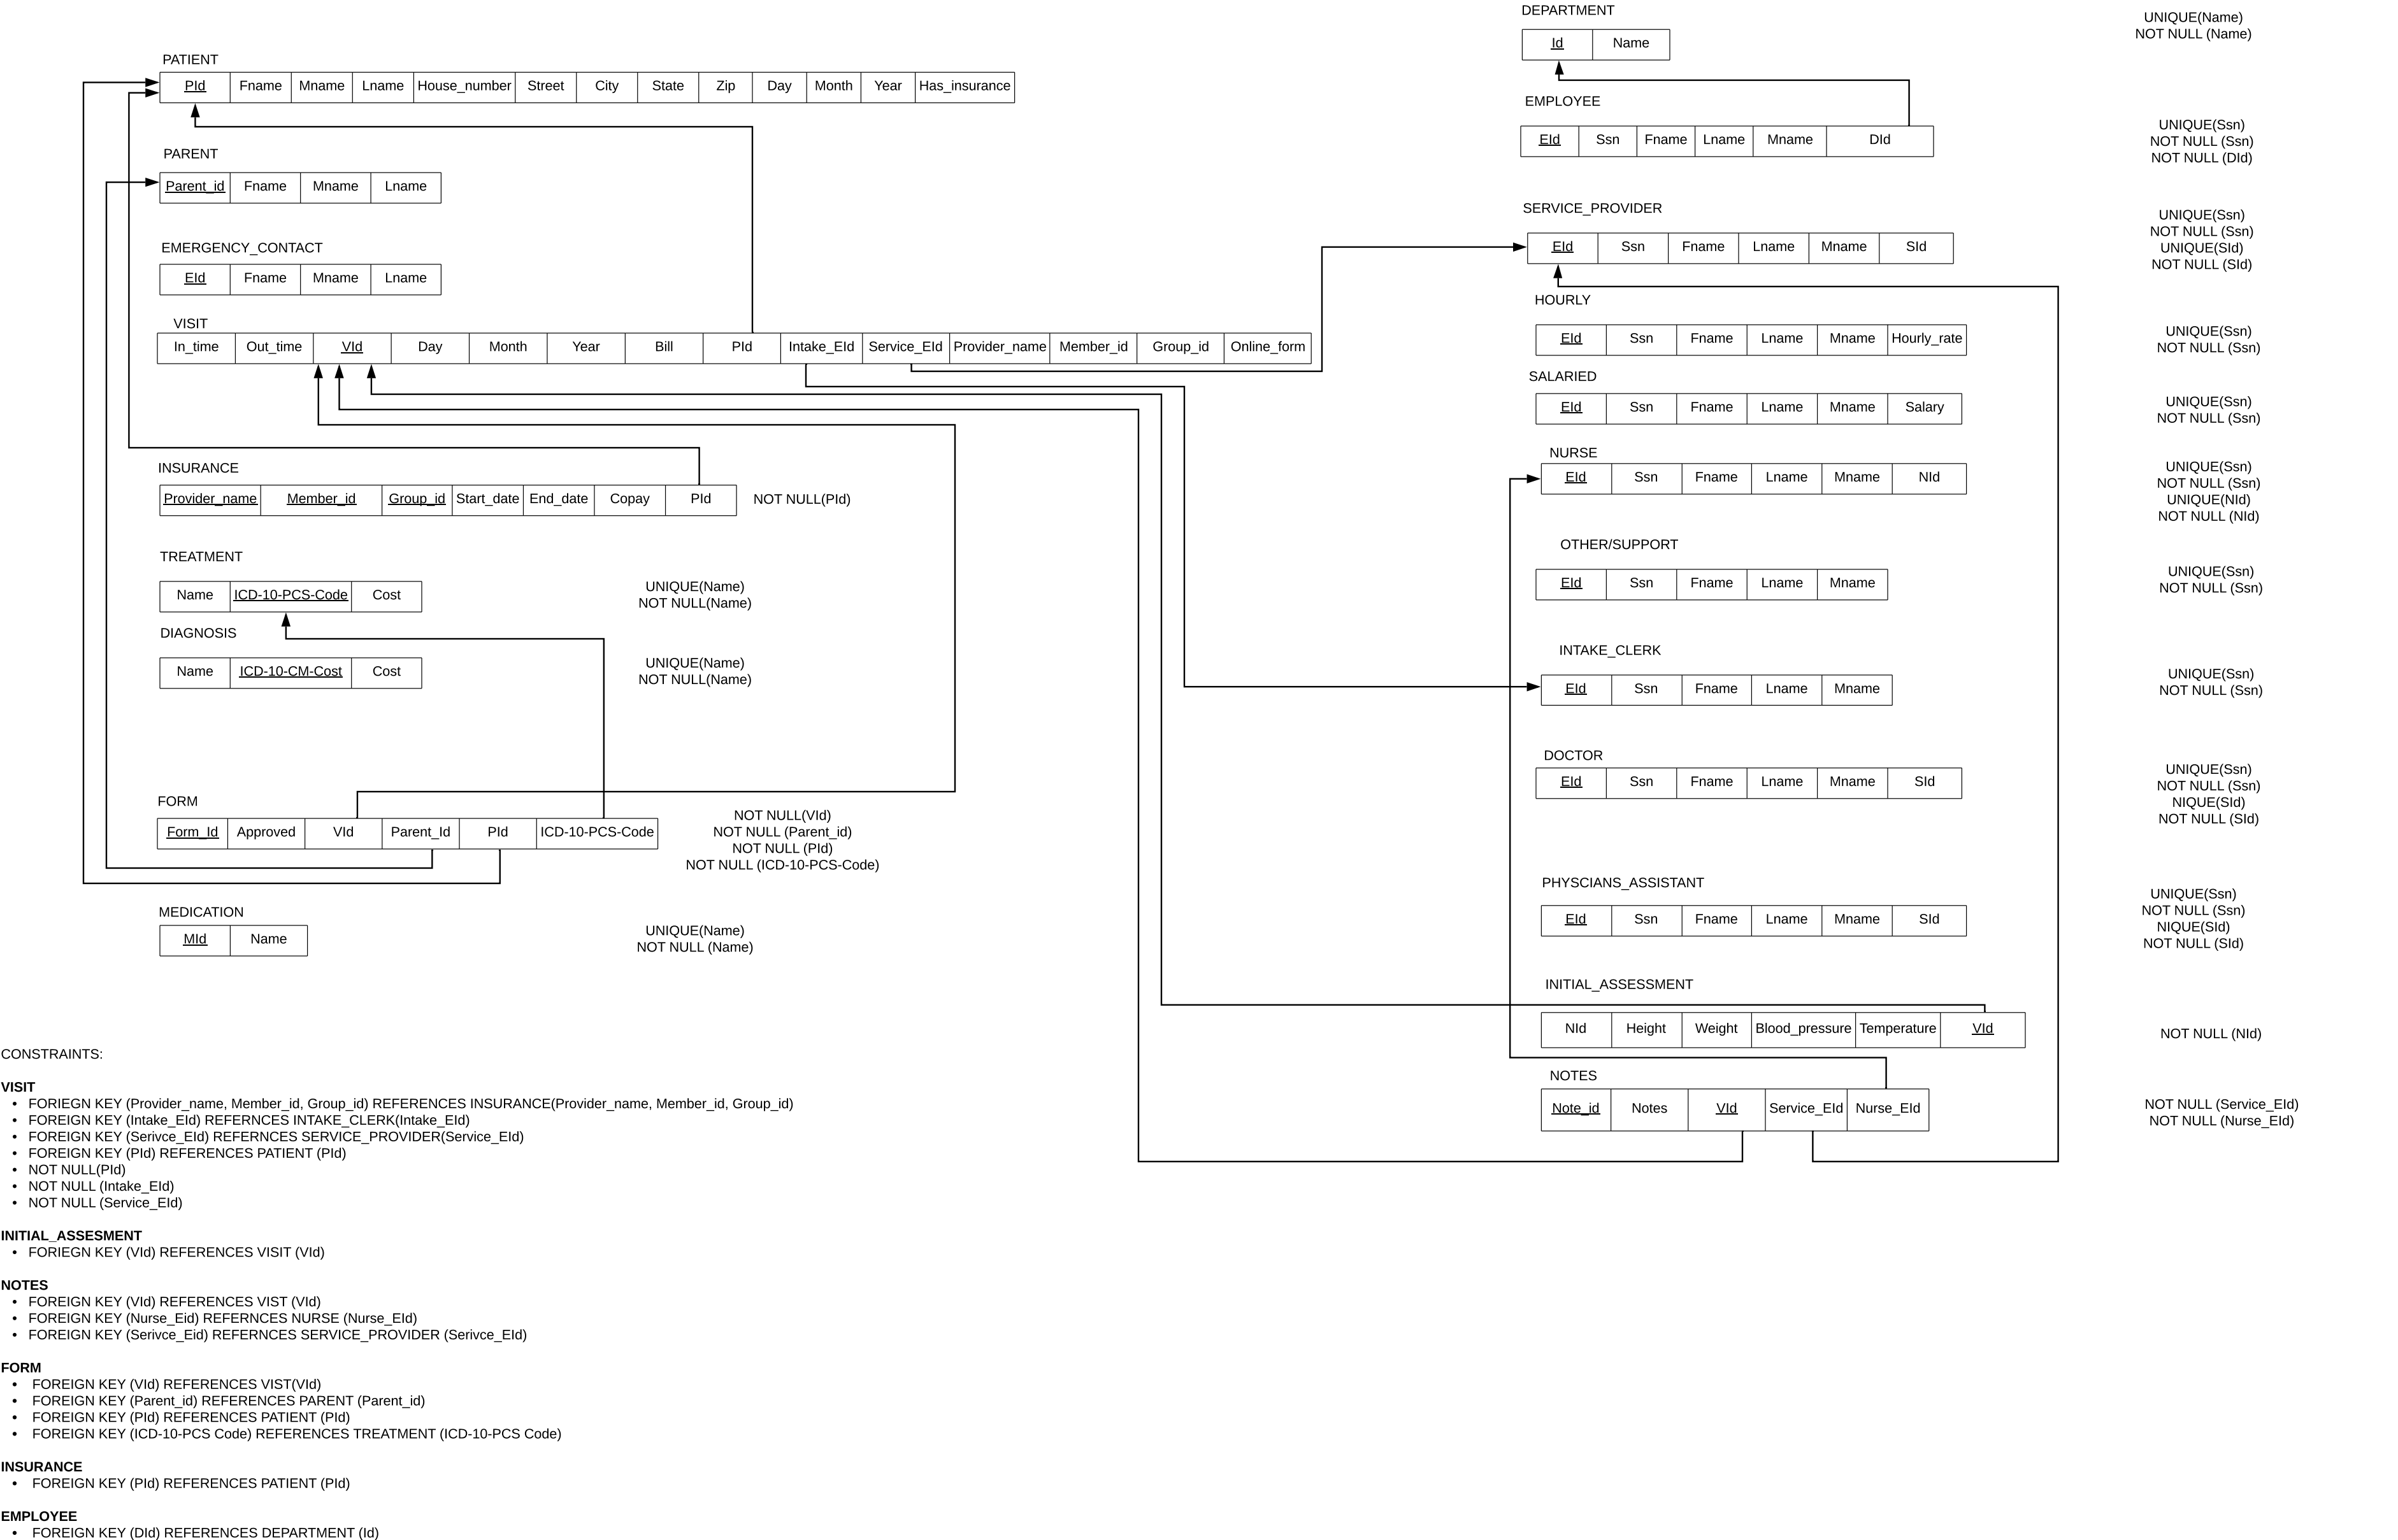 PATIENT
PId Fname Mname Lname House_number Street City State Zip Day Month Year Has_insurance
PARENT
Parent_id Fname Mname Lname
EMERGENCY_CONTACT
EId Fname Mname Lname
VISIT
In_time Out_time VId Day Month Year Bill PId Intake_EId Service_EId Provider_name Member_id Group_id Online_form
INSURANCE
Provider_name Member_id Group_id Start_date End_date Copay PId NOT NULL(PId)
TREATMENT
Name ICD-10-PCS-Code Cost
UNIQUE(Name)
NOT NULL(Name)
DIAGNOSIS
Name ICD-10-CM-Cost Cost
UNIQUE(Name)
NOT NULL(Name)
FORM
Form_Id Approved VId Parent_Id PId ICD-10-PCS-Code
NOT NULL(VId)
NOT NULL (Parent_id)
NOT NULL (PId)
NOT NULL (ICD-10-PCS-Code)
MEDICATION
MId Name
UNIQUE(Name)
NOT NULL (Name)
DEPARTMENT
Id Name
UNIQUE(Name)
NOT NULL (Name)
EMPLOYEE
EId Ssn Fname Lname Mname DId
UNIQUE(Ssn)
NOT NULL (Ssn)
NOT NULL (DId)
SERVICE_PROVIDER
EId Ssn Fname Lname Mname SId
UNIQUE(Ssn)
NOT NULL (Ssn)
UNIQUE(SId)
NOT NULL (SId)
HOURLY
EId Ssn Fname Lname Mname Hourly_rate
UNIQUE(Ssn)
NOT NULL (Ssn)
SALARIED
EId Ssn Fname Lname Mname Salary
UNIQUE(Ssn)
NOT NULL (Ssn)
NURSE
EId Ssn Fname Lname Mname NId
UNIQUE(Ssn)
NOT NULL (Ssn)
UNIQUE(NId)
NOT NULL (NId)
OTHER/SUPPORT
EId Ssn Fname Lname Mname
UNIQUE(Ssn)
NOT NULL (Ssn)
INTAKE_CLERK
EId Ssn Fname Lname Mname
UNIQUE(Ssn)
NOT NULL (Ssn)
DOCTOR
EId Ssn Fname Lname Mname SId
UNIQUE(Ssn)
NOT NULL (Ssn)
NIQUE(SId)
NOT NULL (SId)
PHYSCIANS_ASSISTANT
EId Ssn Fname Lname Mname SId
UNIQUE(Ssn)
NOT NULL (Ssn)
NIQUE(SId)
NOT NULL (SId)
INITIAL_ASSESSMENT
NId Height Weight Blood_pressure Temperature VId
NOT NULL (NId)
NOTES
Note_id Notes VId Service_EId Nurse_EId
NOT NULL (Service_EId)
NOT NULL (Nurse_EId)
CONSTRAINTS:
VISIT
• FORIEGN KEY (Provider_name, Member_id, Group_id) REFERENCES INSURANCE(Provider_name, Member_id, Group_id)
• FOREIGN KEY (Intake_EId) REFERNCES INTAKE_CLERK(Intake_EId)
• FOREIGN KEY (Serivce_EId) REFERNCES SERVICE_PROVIDER(Service_EId)
• FOREIGN KEY (PId) REFERENCES PATIENT (PId)
• NOT NULL(PId)
• NOT NULL (Intake_EId)
• NOT NULL (Service_EId)
INITIAL_ASSESMENT
• FORIEGN KEY (VId) REFERENCES VISIT (VId)
NOTES
• FOREIGN KEY (VId) REFERENCES VIST (VId)
• FOREIGN KEY (Nurse_Eid) REFERNCES NURSE (Nurse_EId)
• FOREIGN KEY (Serivce_Eid) REFERNCES SERVICE_PROVIDER (Serivce_EId)
FORM
• FOREIGN KEY (VId) REFERENCES VIST(VId)
• FOREIGN KEY (Parent_id) REFERENCES PARENT (Parent_id)
• FOREIGN KEY (PId) REFERENCES PATIENT (PId)
• FOREIGN KEY (ICD-10-PCS Code) REFERENCES TREATMENT (ICD-10-PCS Code)
INSURANCE
• FOREIGN KEY (PId) REFERENCES PATIENT (PId)
EMPLOYEE
• FOREIGN KEY (DId) REFERENCES DEPARTMENT (Id)